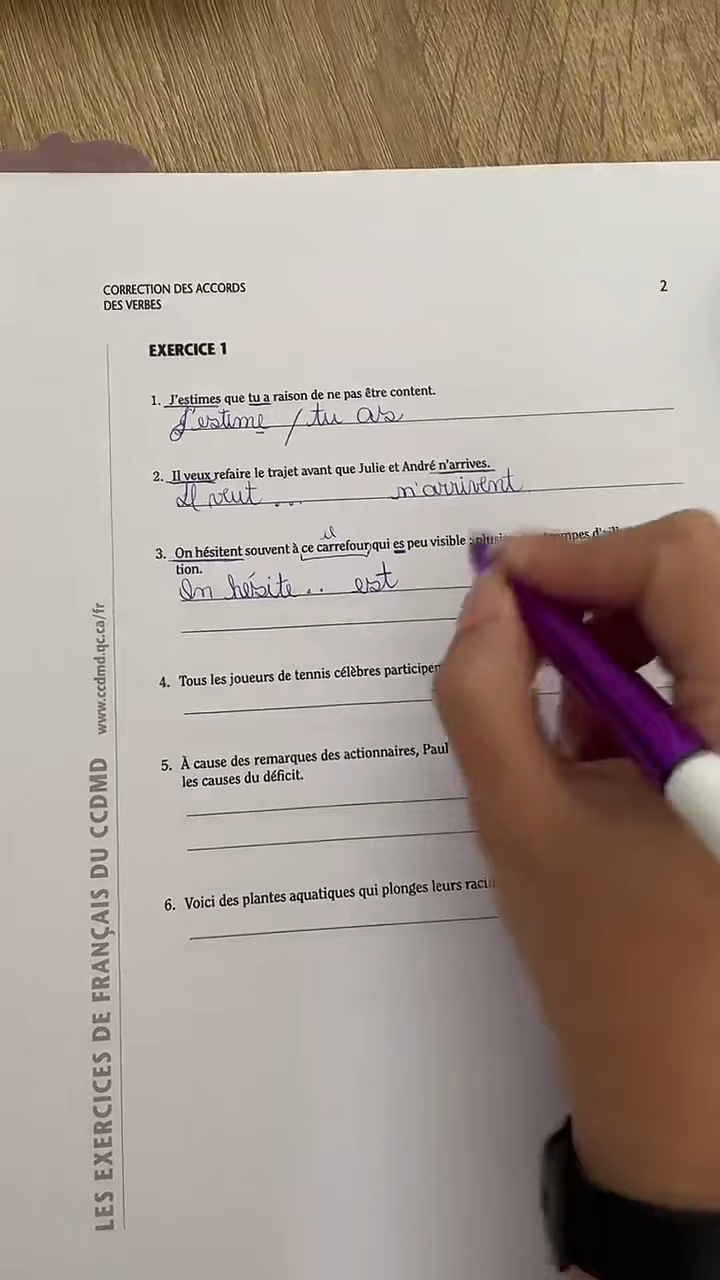 CORRECTION DES ACCORDS
DES VERBES
2
EXERCICE 1
1. J'estimes que tu a raison de ne pas être content.
J'estime / tu as
2. Il veux refaire le trajet avant que Julie et André n'arrives.
Il veut ... n'arrivent
il
3. On hésitent souvent à ce carrefour, qui es peu visible :
tion.
On hésite .. est
4. Tous les joueurs de tennis célèbres
5. À cause des remarques des actionnaires, Paul
les causes du déficit.
6. Voici des plantes aquatiques qui plonges leurs
LES EXERCICES DE FRANÇAIS DU CCDMD www.ccdmd.qc.ca/fr